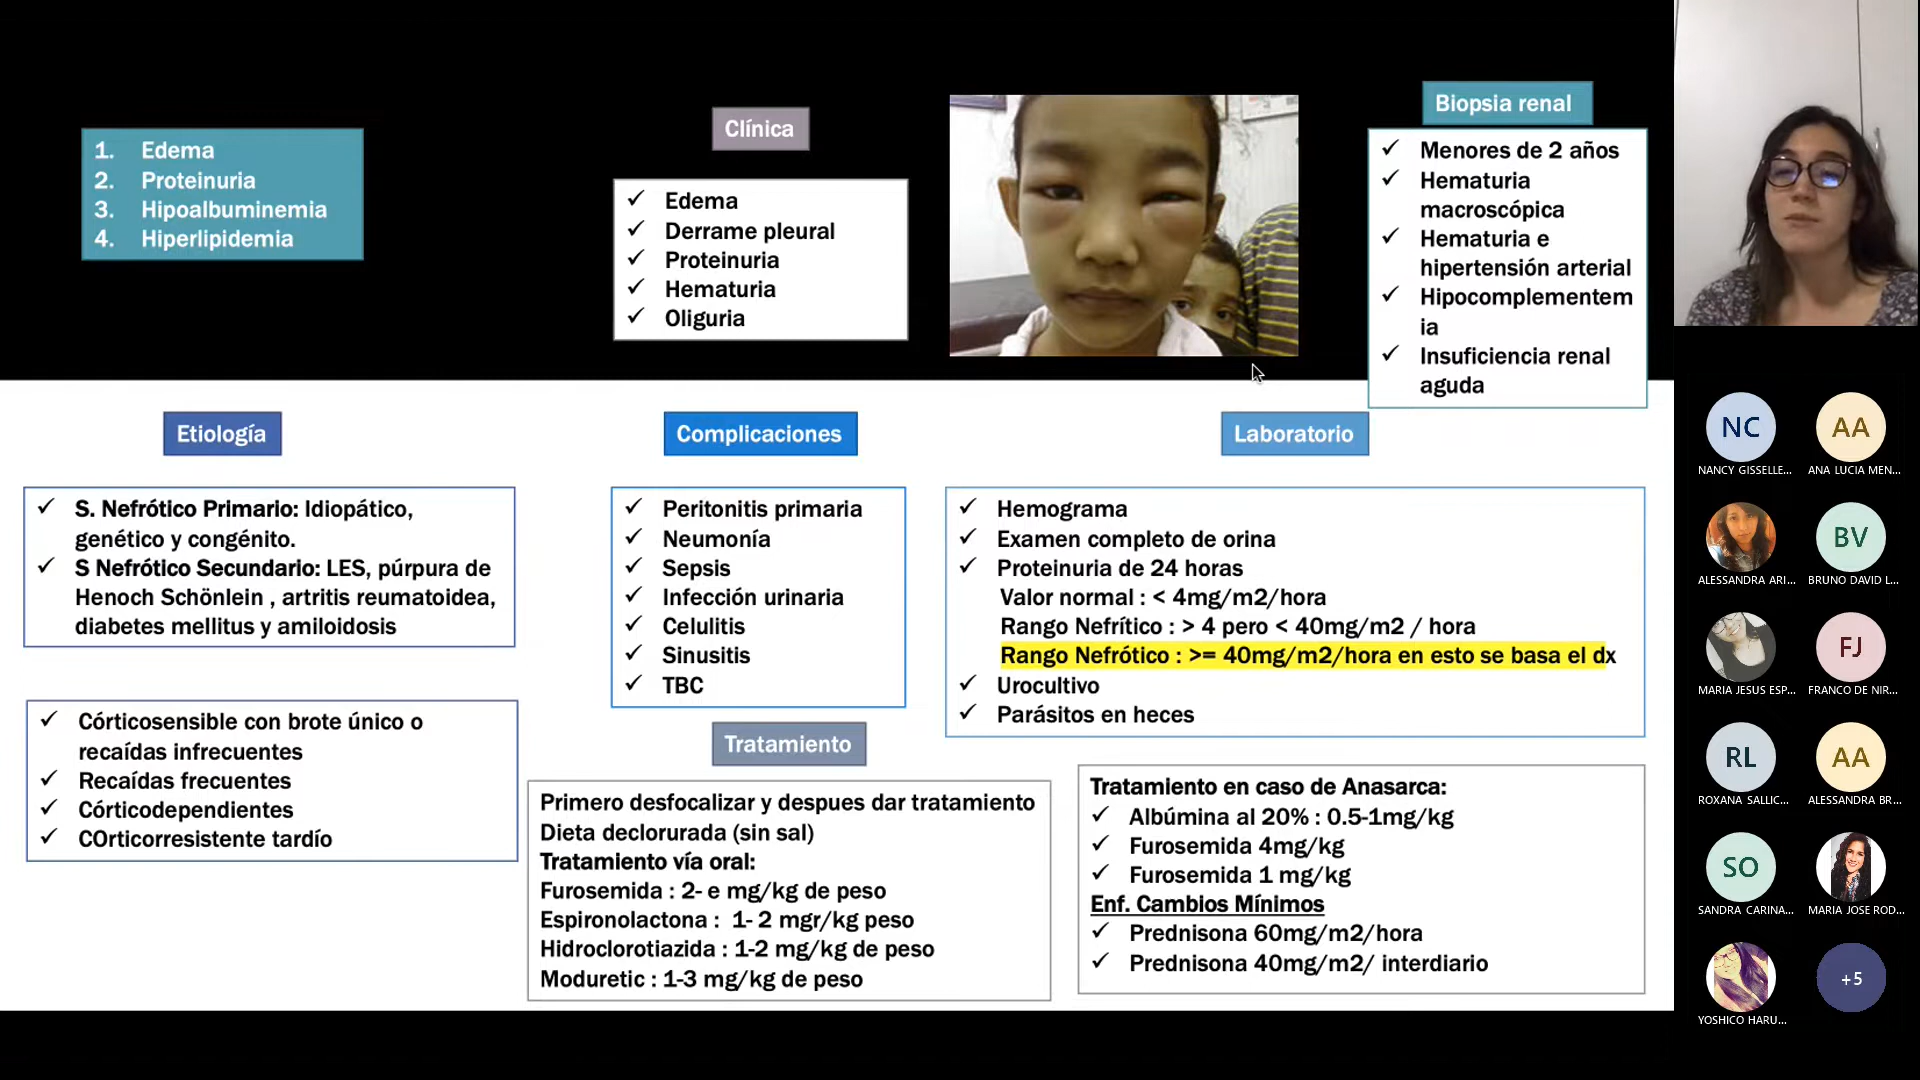 1. Edema
2. Proteinuria
3. Hipoalbuminemia
4. Hiperlipidemia
Clínica
✓ Edema
✓ Derrame pleural
✓ Proteinuria
✓ Hematuria
✓ Oliguria
Biopsia renal
✓ Menores de 2 años
✓ Hematuria
macroscópica
✓ Hematuria e
hipertensión arterial
✓ Hipocomplementem
ia
✓ Insuficiencia renal
aguda
Etiología
✓ S. Nefrótico Primario: Idiopático,
genético y congénito.
✓ S Nefrótico Secundario: LES, púrpura de
Henoch Schönlein , artritis reumatoidea,
diabetes mellitus y amiloidosis
✓ Córticosensible con brote único o
recaídas infrecuentes
✓ Recaídas frecuentes
✓ Córticodependientes
✓ COrticorresistente tardío
Complicaciones
✓ Peritonitis primaria
✓ Neumonía
✓ Sepsis
✓ Infección urinaria
✓ Celulitis
✓ Sinusitis
✓ TBC
Laboratorio
✓ Hemograma
✓ Examen completo de orina
✓ Proteinuria de 24 horas
Valor normal : < 4mg/m2/hora
Rango Nefrítico : > 4 pero < 40mg/m2 / hora
Rango Nefrótico : >= 40mg/m2/hora en esto se basa el dx
✓ Urocultivo
✓ Parásitos en heces
Tratamiento
Primero desfocalizar y despues dar tratamiento
Dieta declorurada (sin sal)
Tratamiento vía oral:
Furosemida : 2- e mg/kg de peso
Espironolactona : 1- 2 mgr/kg peso
Hidroclorotiazida : 1-2 mg/kg de peso
Moduretic : 1-3 mg/kg de peso
Tratamiento en caso de Anasarca:
✓ Albúmina al 20% : 0.5-1mg/kg
✓ Furosemida 4mg/kg
✓ Furosemida 1 mg/kg
Enf. Cambios Mínimos
✓ Prednisona 60mg/m2/hora
✓ Prednisona 40mg/m2/ interdiario
NC
NANCY GISSELLE...
AA
ANA LUCIA MEN...
ALESSANDRA ARI...
BV
BRUNO DAVID L...
MARIA JESUS ESP...
FJ
FRANCO DE NIR...
RL
ROXANA SALLIC...
AA
ALESSANDRA BR...
SO
SANDRA CARINA...
MARIA JOSE ROD...
YOSHICO HARU...
+5